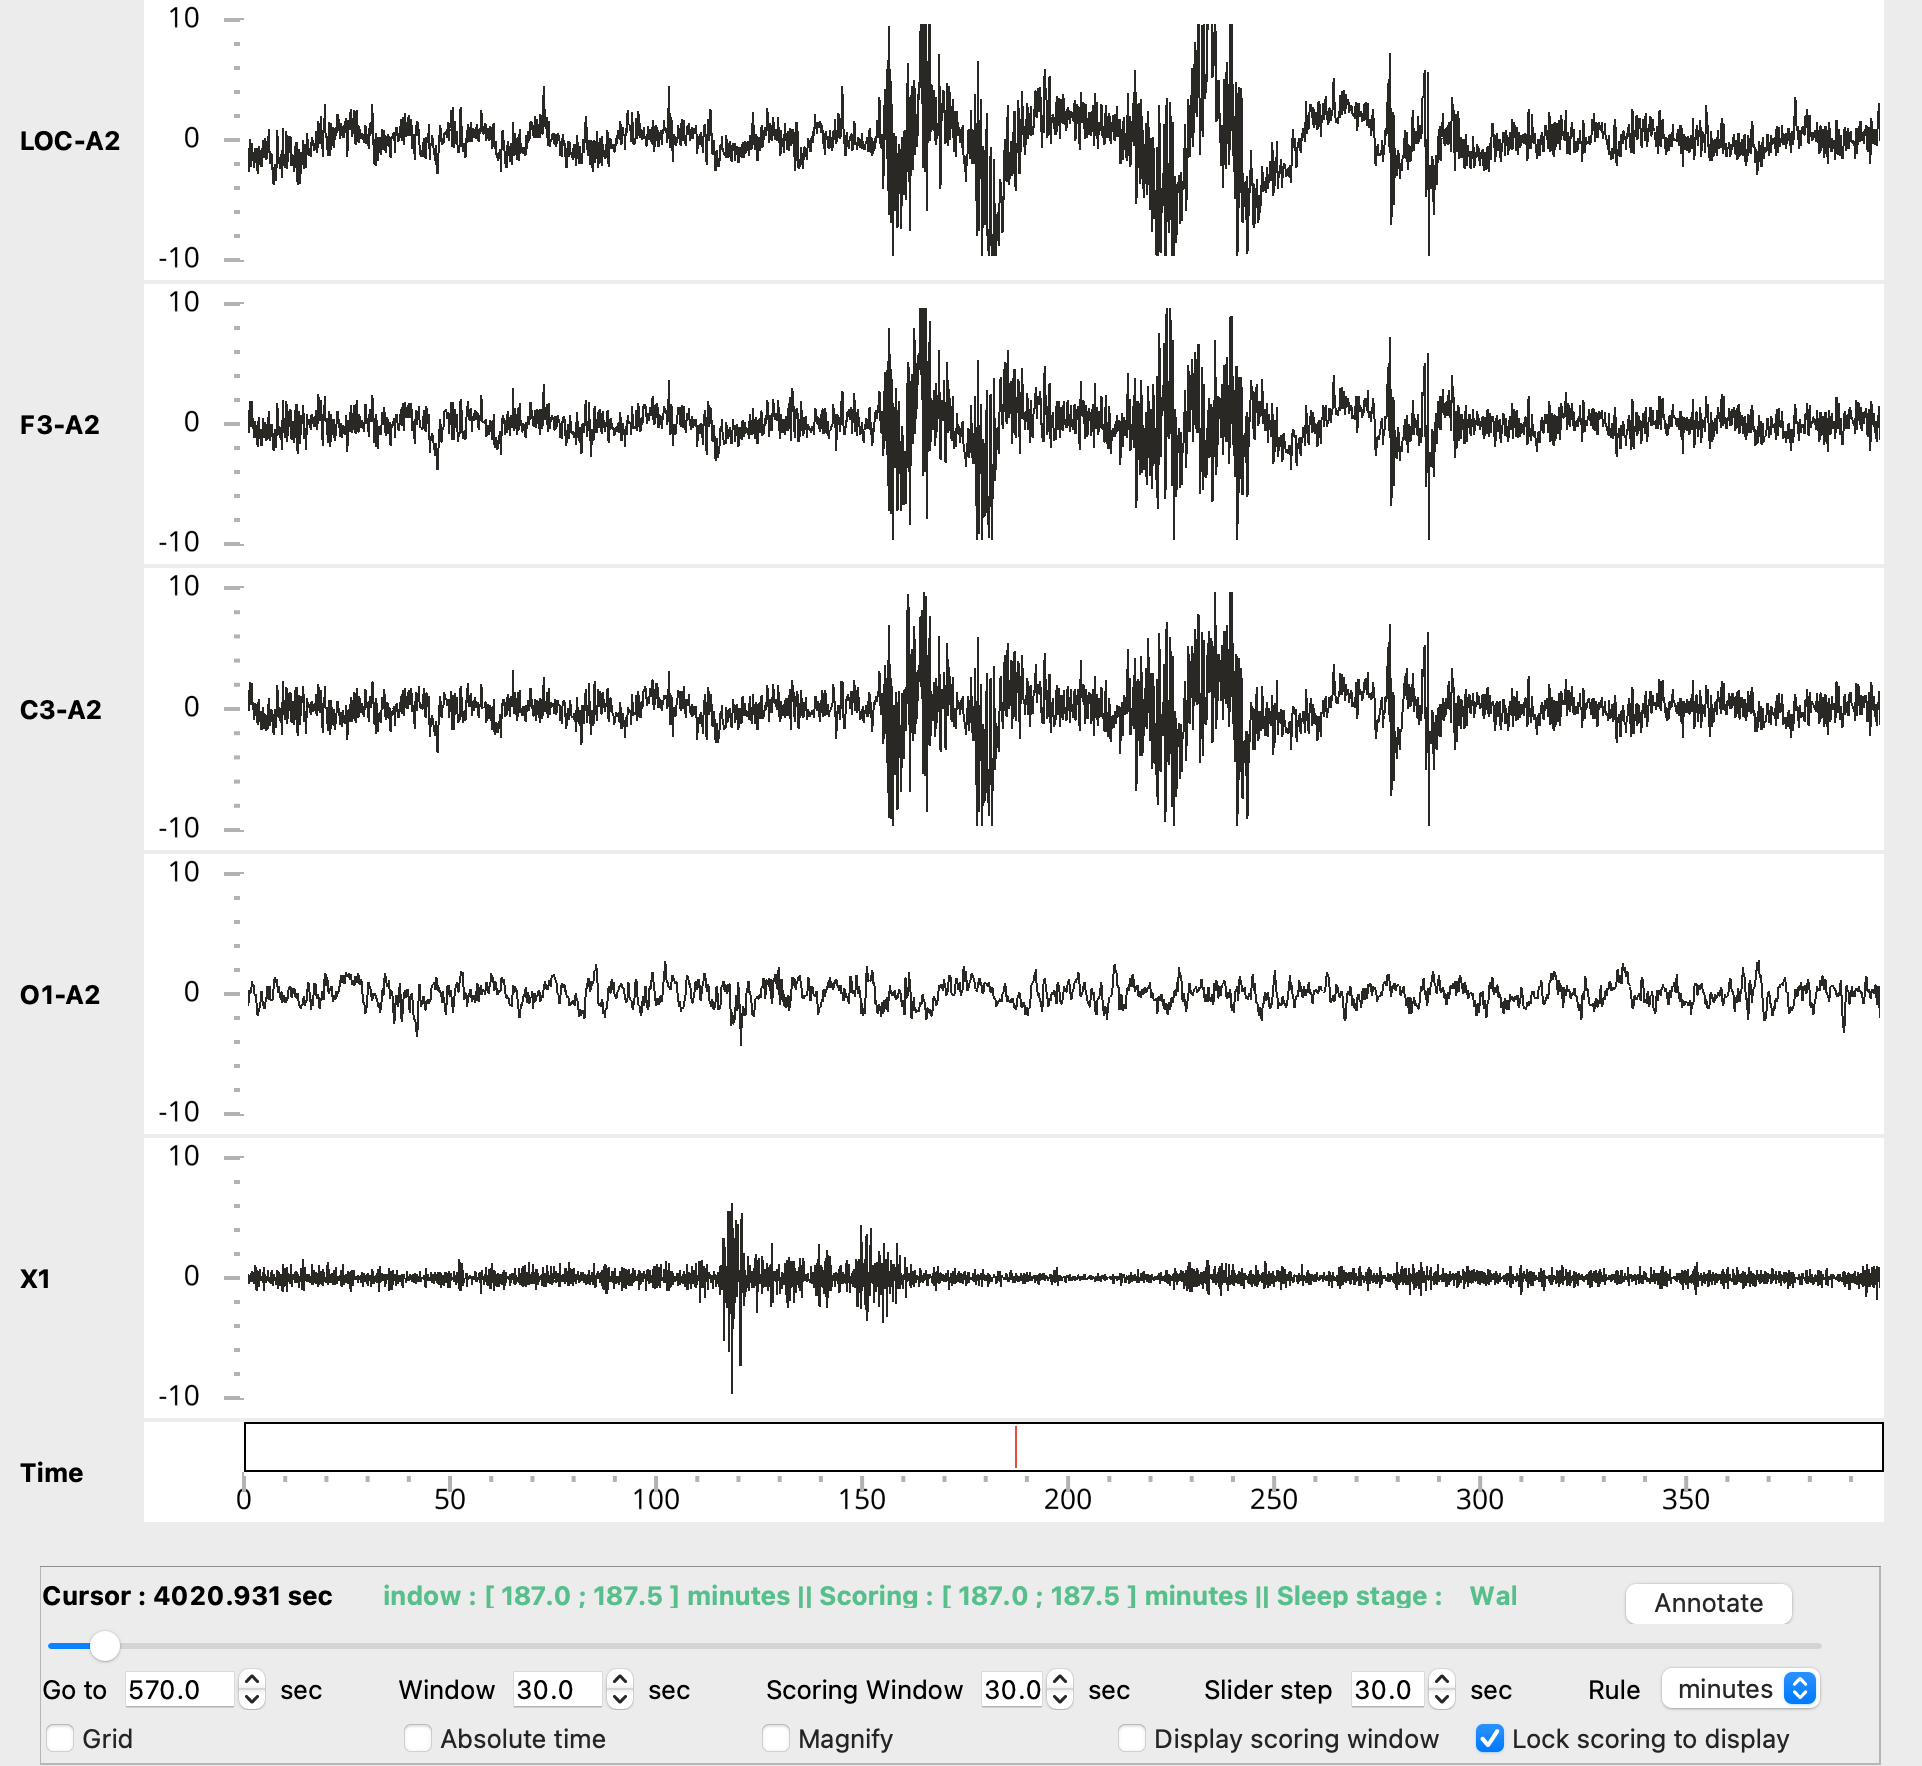 10
LOC-A2 0
-10
10
F3-A2 0
-10
10
C3-A2 0
-10
10
O1-A2 0
-10
10
X1 0
-10
Time
0 50 100 150 200 250 300 350
Cursor : 4020.931 sec indow : [ 187.0 ; 187.5 ] minutes || Scoring : [ 187.0 ; 187.5 ] minutes || Sleep stage : Wal Annotate
Go to 570.0 sec Window 30.0 sec Scoring Window 30.0 sec Slider step 30.0 sec Rule minutes
Grid Absolute time Magnify Display scoring window Lock scoring to display